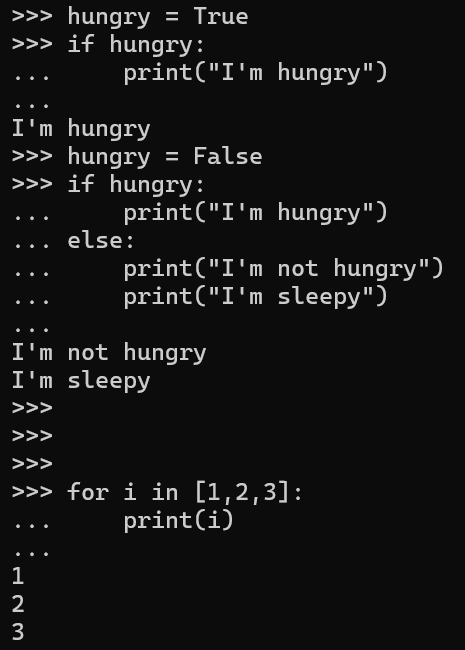 >>> hungry = True
>>> if hungry:
...     print("I'm hungry")
...
I'm hungry
>>> hungry = False
>>> if hungry:
...     print("I'm hungry")
... else:
...     print("I'm not hungry")
...     print("I'm sleepy")
...
I'm not hungry
I'm sleepy
>>>
>>>
>>>
>>> for i in [1,2,3]:
...     print(i)
...
1
2
3